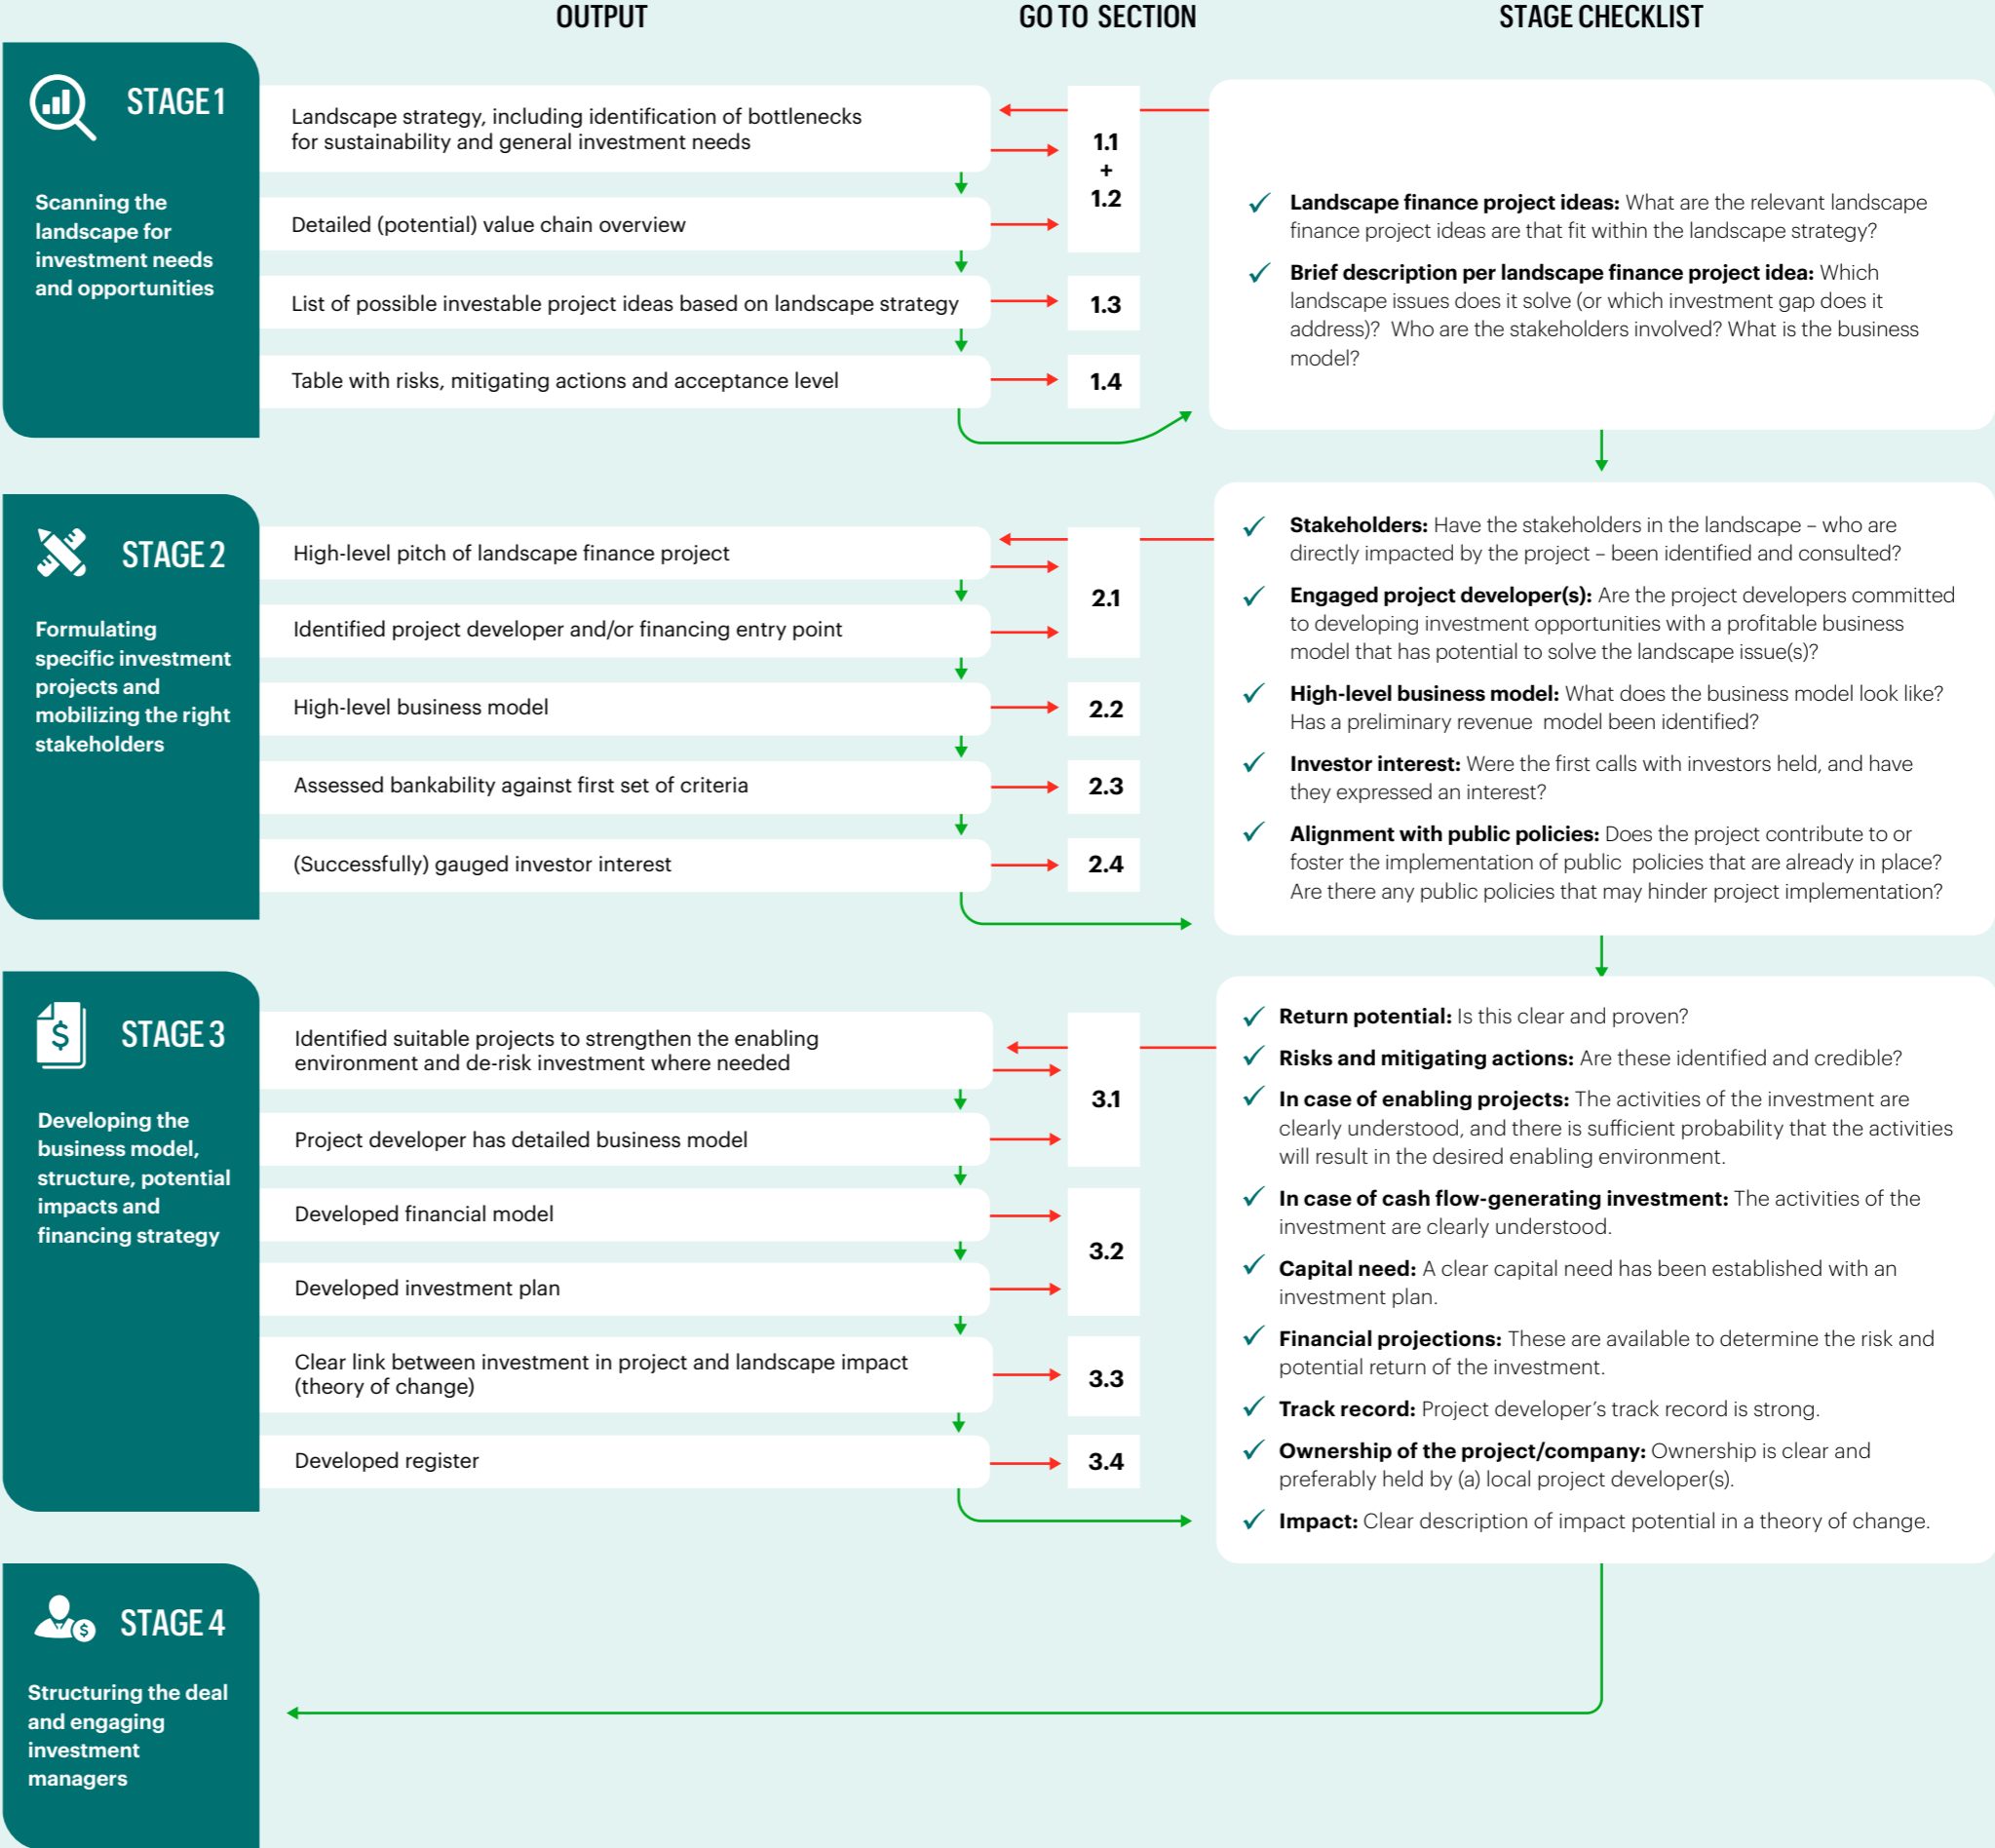 OUTPUT
GO TO SECTION
STAGE CHECKLIST
STAGE 1
Scanning the
landscape for
investment needs
and opportunities
Landscape strategy, including identification of bottlenecks
for sustainability and general investment needs
Detailed (potential) value chain overview
List of possible investable project ideas based on landscape strategy
Table with risks, mitigating actions and acceptance level
1.1
+
1.2
1.3
1.4
✓ Landscape finance project ideas: What are the relevant landscape
finance project ideas are that fit within the landscape strategy?
✓ Brief description per landscape finance project idea: Which
landscape issues does it solve (or which investment gap does it
address)? Who are the stakeholders involved? What is the business
model?
STAGE 2
Formulating
specific investment
projects and
mobilizing the right
stakeholders
High-level pitch of landscape finance project
Identified project developer and/or financing entry point
High-level business model
Assessed bankability against first set of criteria
(Successfully) gauged investor interest
2.1
2.2
2.3
2.4
✓ Stakeholders: Have the stakeholders in the landscape – who are
directly impacted by the project – been identified and consulted?
✓ Engaged project developer(s): Are the project developers committed
to developing investment opportunities with a profitable business
model that has potential to solve the landscape issue(s)?
✓ High-level business model: What does the business model look like?
Has a preliminary revenue model been identified?
✓ Investor interest: Were the first calls with investors held, and have
they expressed an interest?
✓ Alignment with public policies: Does the project contribute to or
foster the implementation of public policies that are already in place?
Are there any public policies that may hinder project implementation?
STAGE 3
Developing the
business model,
structure, potential
impacts and
financing strategy
Identified suitable projects to strengthen the enabling
environment and de-risk investment where needed
Project developer has detailed business model
Developed financial model
Developed investment plan
Clear link between investment in project and landscape impact
(theory of change)
Developed register
3.1
3.2
3.3
3.4
✓ Return potential: Is this clear and proven?
✓ Risks and mitigating actions: Are these identified and credible?
✓ In case of enabling projects: The activities of the investment are
clearly understood, and there is sufficient probability that the activities
will result in the desired enabling environment.
✓ In case of cash flow-generating investment: The activities of the
investment are clearly understood.
✓ Capital need: A clear capital need has been established with an
investment plan.
✓ Financial projections: These are available to determine the risk and
potential return of the investment.
✓ Track record: Project developer’s track record is strong.
✓ Ownership of the project/company: Ownership is clear and
preferably held by (a) local project developer(s).
✓ Impact: Clear description of impact potential in a theory of change.
STAGE 4
Structuring the deal
and engaging
investment
managers